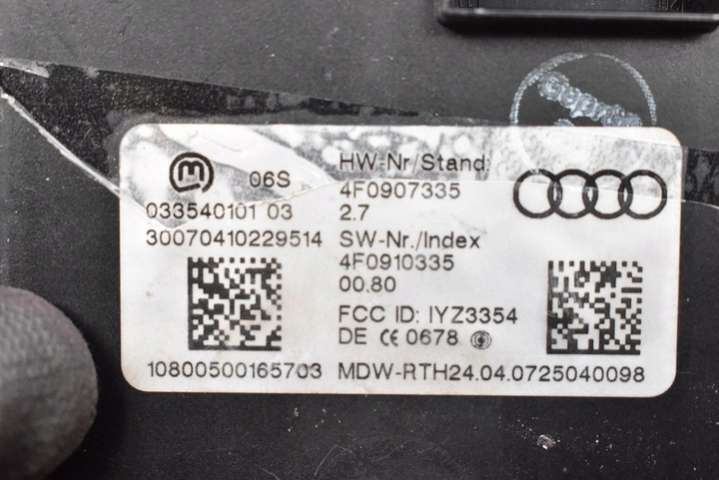 06S
033540101 03
30070410229514
HW-Nr/Stand:
4F0907335
2.7
SW-Nr./Index
4F0910335
00.80
FCC ID: IYZ3354
DE CE 0678
10800500165703
MDW-RTH24.04.0725040098